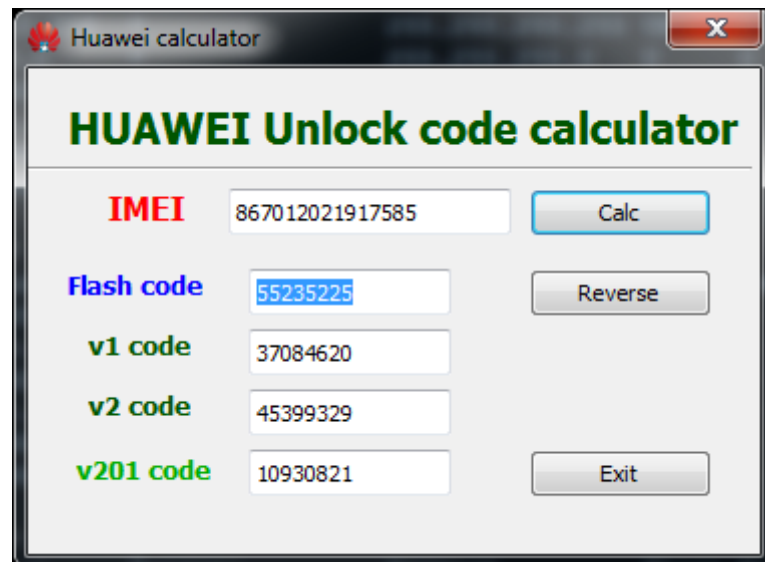 Huawei calculator
HUAWEI Unlock code calculator
IMEI 867012021917585 Calc
Flash code 55235225 Reverse
v1 code 37084620
v2 code 45399329
v201 code 10930821 Exit